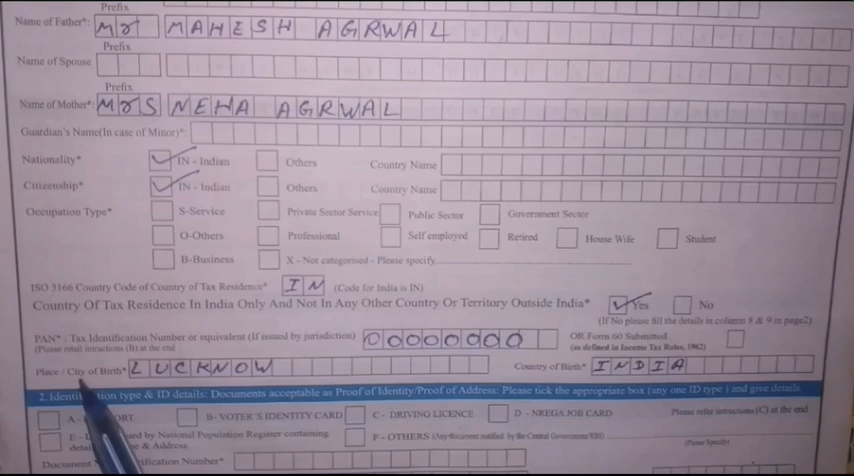 Prefix
Name of Father*: Mr MAHESH AGRWAL
Prefix
Name of Spouse
Prefix
Name of Mother*: MrS NEHA AGRWAL
Guardian's Name(In case of Minor)*
Nationality* IN - Indian Others Country Name
Citizenship* IN - Indian Others Country Name
Occupation Type* S-Service Private Sector Service Public Sector Government Sector
O-Others Professional Self employed Retired House Wife Student
B-Business X - Not categorised - Please specify
ISO 3166 Country Code of Country of Tax Residence* IN (Code for India is IN)
Country Of Tax Residence In India Only And Not In Any Other Country Or Territory Outside India* Yes No
(If No please fill the details in column 8 & 9 in page2)
PAN* / Tax Identification Number or equivalent (If issued by jurisdiction) 00000000 OR Form 60 Submitted
(Please refer intructions (B) at the end (as defined in Income Tax Rules, 1962)
Place / City of Birth* LUCKNOW Country of Birth* INDIA
2. Identification type & ID details: Documents acceptable as Proof of Identity/Proof of Address: Please tick the appropriate box (any one ID type) and give details.
A - PORT B- VOTER'S IDENTITY CARD C - DRIVING LICENCE D - NREGA JOB CARD Please refer intructions (C) at the end
E - issued by National Population Register containing F - OTHERS (Any document notified by the Central Government/RBI)
details & Address. (Please Specify)
Document Number*